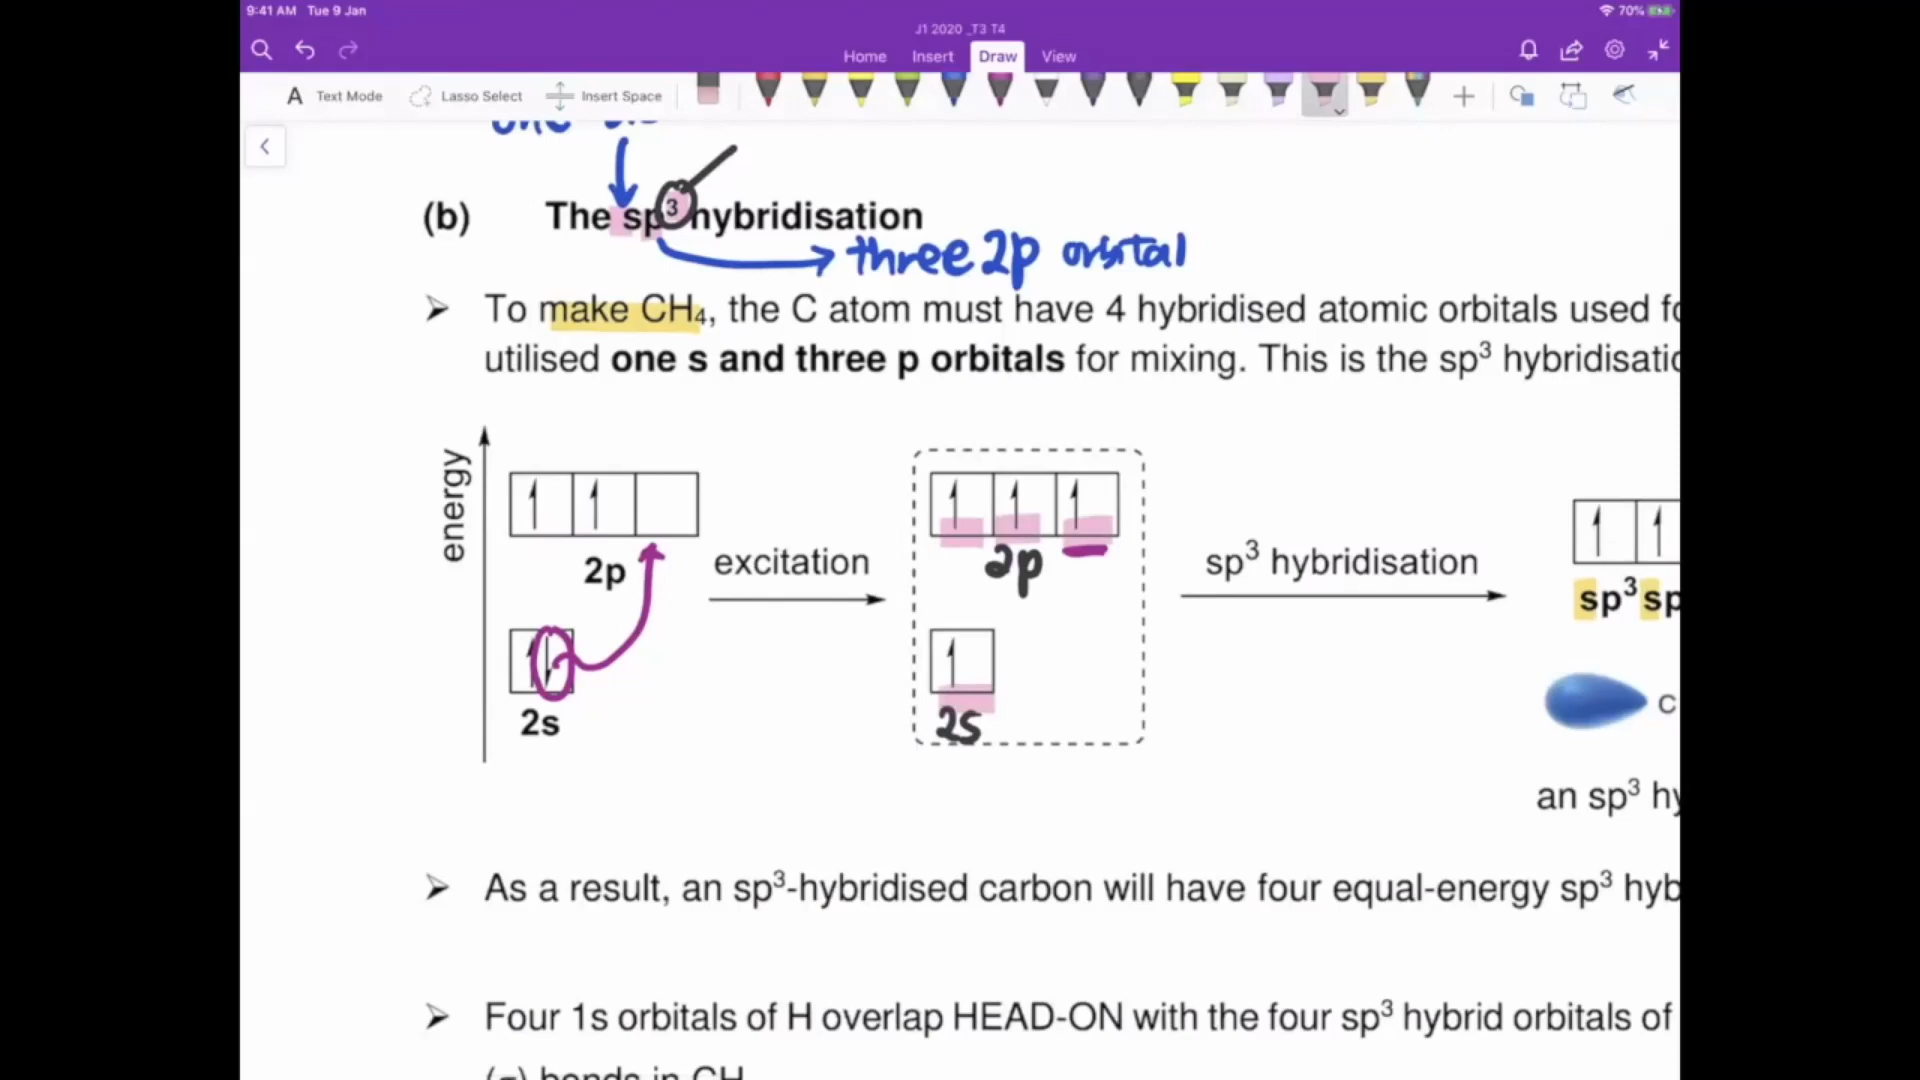 9:41 AM Tue 9 Jan
70%
J1 2020 _T3 T4
Home Insert Draw View
A Text Mode Lasso Select Insert Space
one
(b) The sp³ hybridisation
three 2p orbital
➢ To make CH₄, the C atom must have 4 hybridised atomic orbitals used
utilised one s and three p orbitals for mixing. This is the sp³
energy
2p
excitation
2p
sp³ hybridisation
sp³ sp
2s
2s
C
an sp³
➢ As a result, an sp³-hybridised carbon will have four equal-energy sp³ hyb
➢ Four 1s orbitals of H overlap HEAD-ON with the four sp³ hybrid orbitals of
bonds in CH